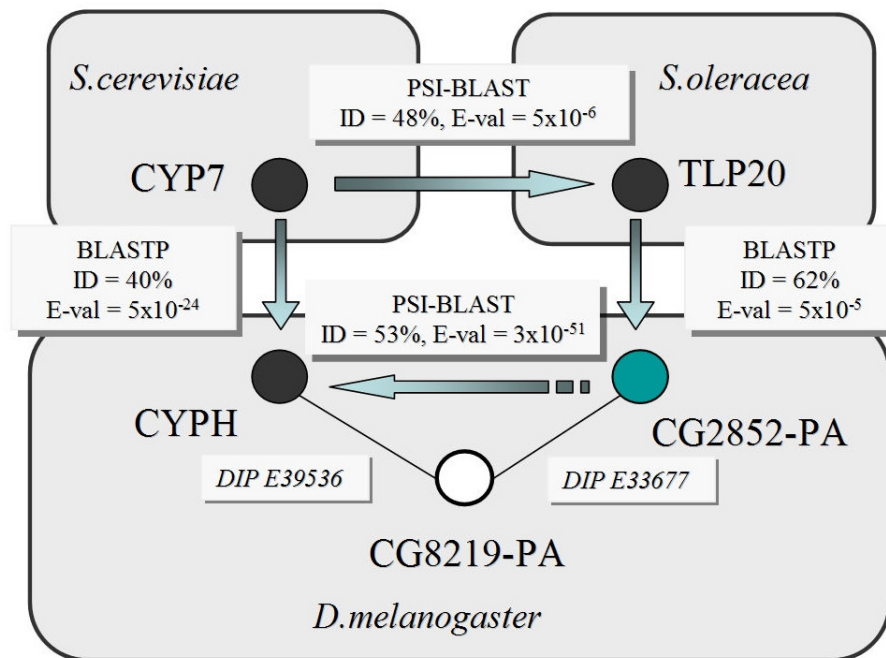 S.cerevisiae
PSI-BLAST
ID = 48%, E-val = 5x10⁻⁶
S.oleracea
CYP7
TLP20
BLASTP
ID = 40%
E-val = 5x10⁻²⁴
PSI-BLAST
ID = 53%, E-val = 3x10⁻⁵¹
BLASTP
ID = 62%
E-val = 5x10⁻⁵
CYPH
CG2852-PA
DIP E39536
DIP E33677
CG8219-PA
D.melanogaster